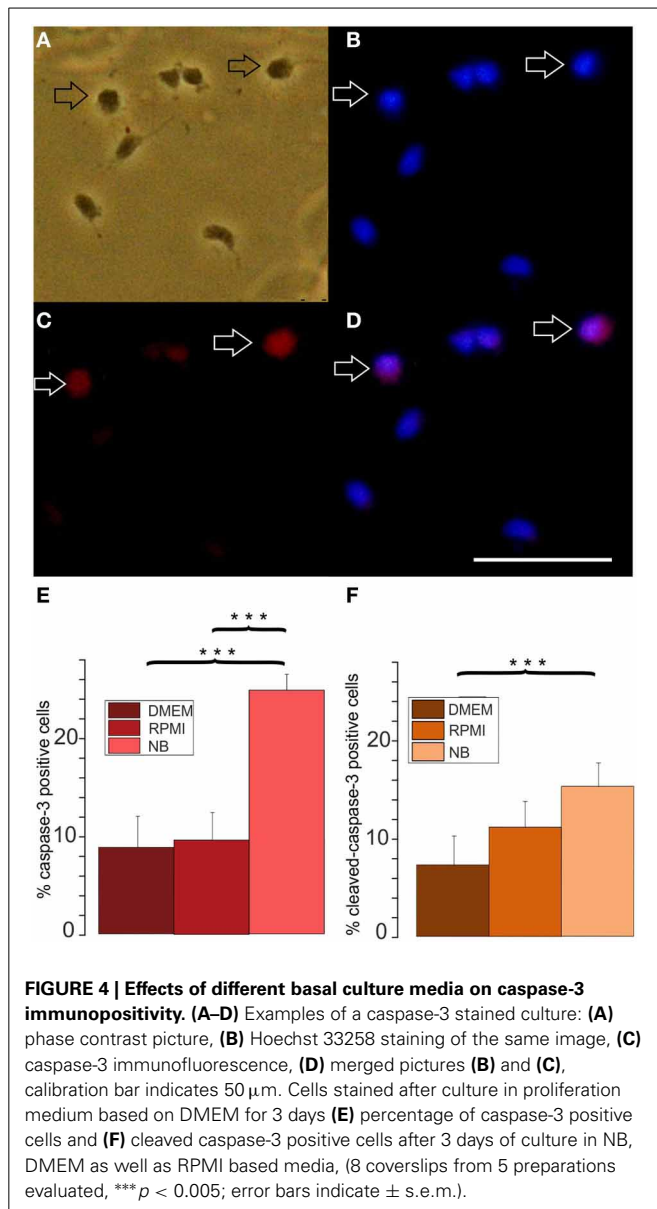 A
B
C
D
E
F
***
***
***
% caspase-3 positive cells
20
10
0
DMEM
RPMI
NB
% cleaved-caspase-3 positive cells
20
10
0
DMEM
RPMI
NB
FIGURE 4 | Effects of different basal culture media on caspase-3
immunopositivity. (A–D) Examples of a caspase-3 stained culture: (A)
phase contrast picture, (B) Hoechst 33258 staining of the same image, (C)
caspase-3 immunofluorescence, (D) merged pictures (B) and (C),
calibration bar indicates 50 μm. Cells stained after culture in proliferation
medium based on DMEM for 3 days (E) percentage of caspase-3 positive
cells and (F) cleaved caspase-3 positive cells after 3 days of culture in NB,
DMEM as well as RPMI based media, (8 coverslips from 5 preparations
evaluated, ***p < 0.005; error bars indicate ± s.e.m.).